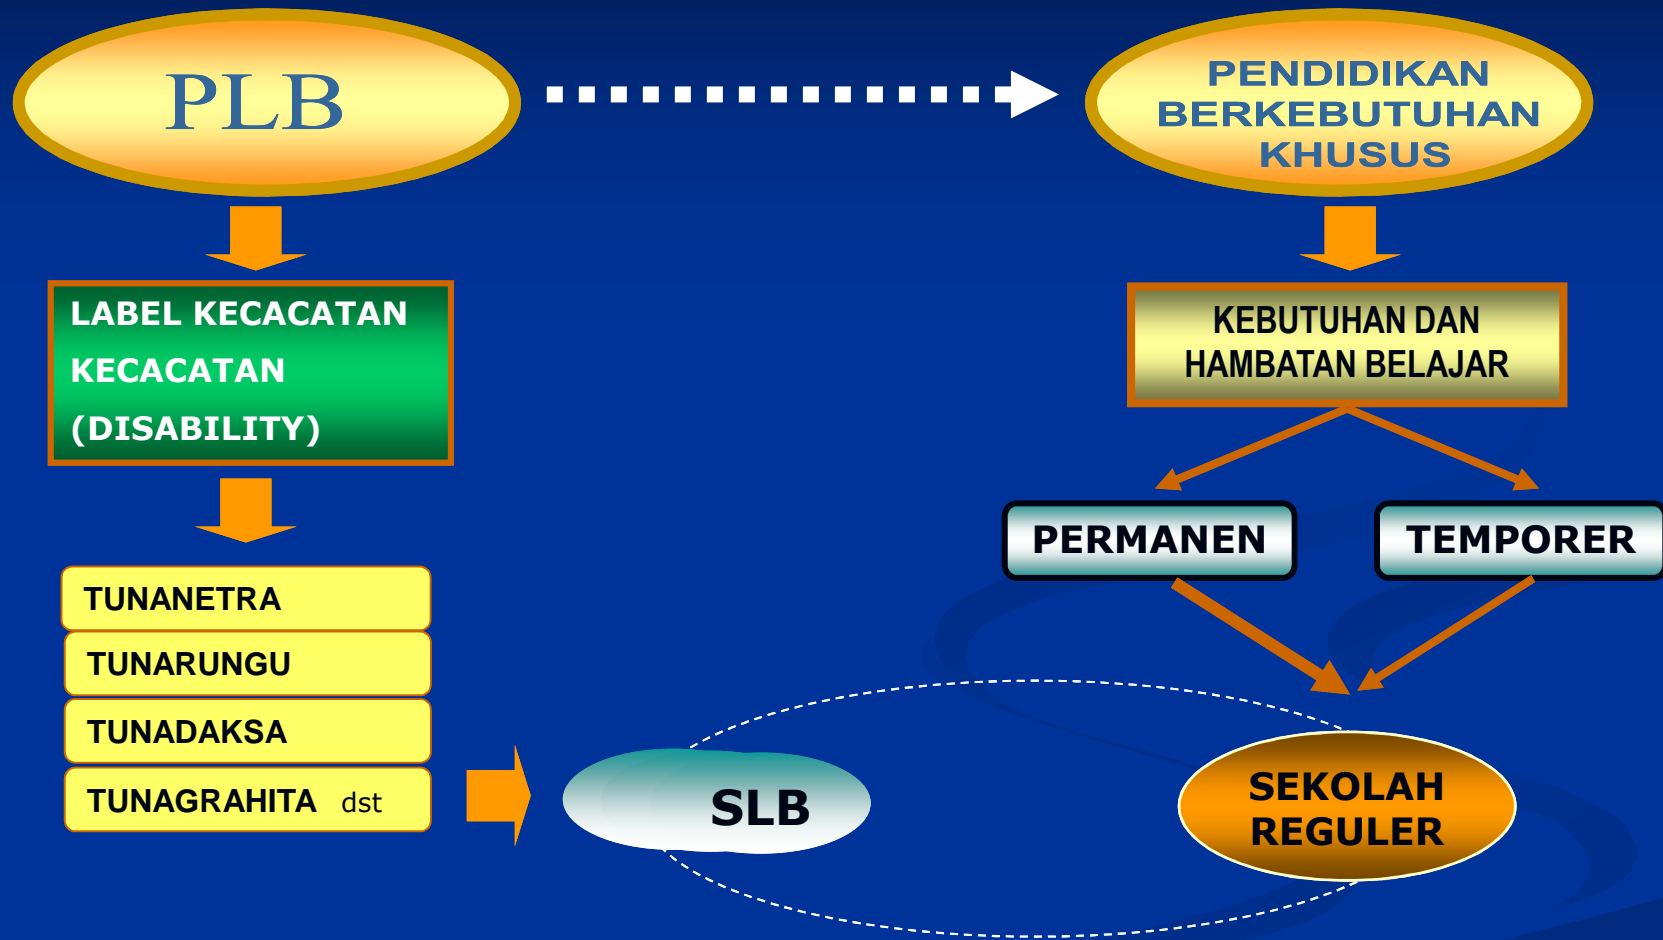 PLB
LABEL KECACATAN
KECACATAN
(DISABILITY)
TUNANETRA
TUNARUNGU
TUNADAKSA
TUNAGRAHITA dst
SLB
PENDIDIKAN
BERKEBUTUHAN
KHUSUS
KEBUTUHAN DAN
HAMBATAN BELAJAR
PERMANEN
TEMPORER
SEKOLAH
REGULER